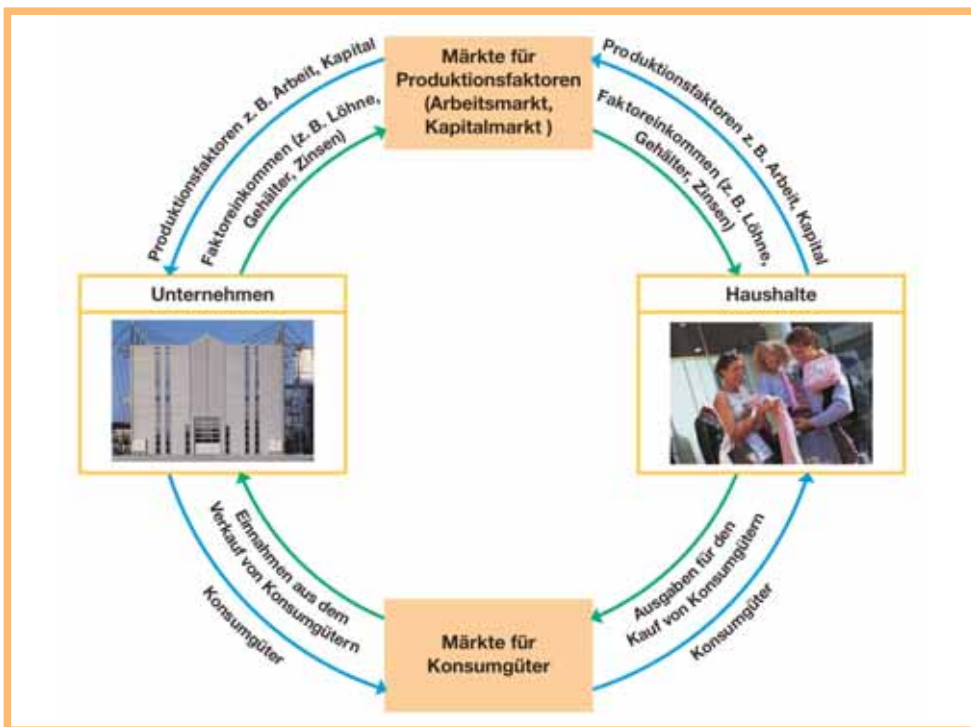 Märkte für
Produktionsfaktoren
(Arbeitsmarkt,
Kapitalmarkt )
Produktionsfaktoren z. B. Arbeit, Kapital
Faktoreinkommen (z. B. Löhne,
Gehälter, Zinsen)
Produktionsfaktoren z. B. Arbeit, Kapital
Faktoreinkommen (z. B. Löhne,
Gehälter, Zinsen)
Unternehmen
Haushalte
Einnahmen aus dem
Verkauf von Konsumgütern
Konsumgüter
Ausgaben für den
Kauf von Konsumgütern
Konsumgüter
Märkte für
Konsumgüter